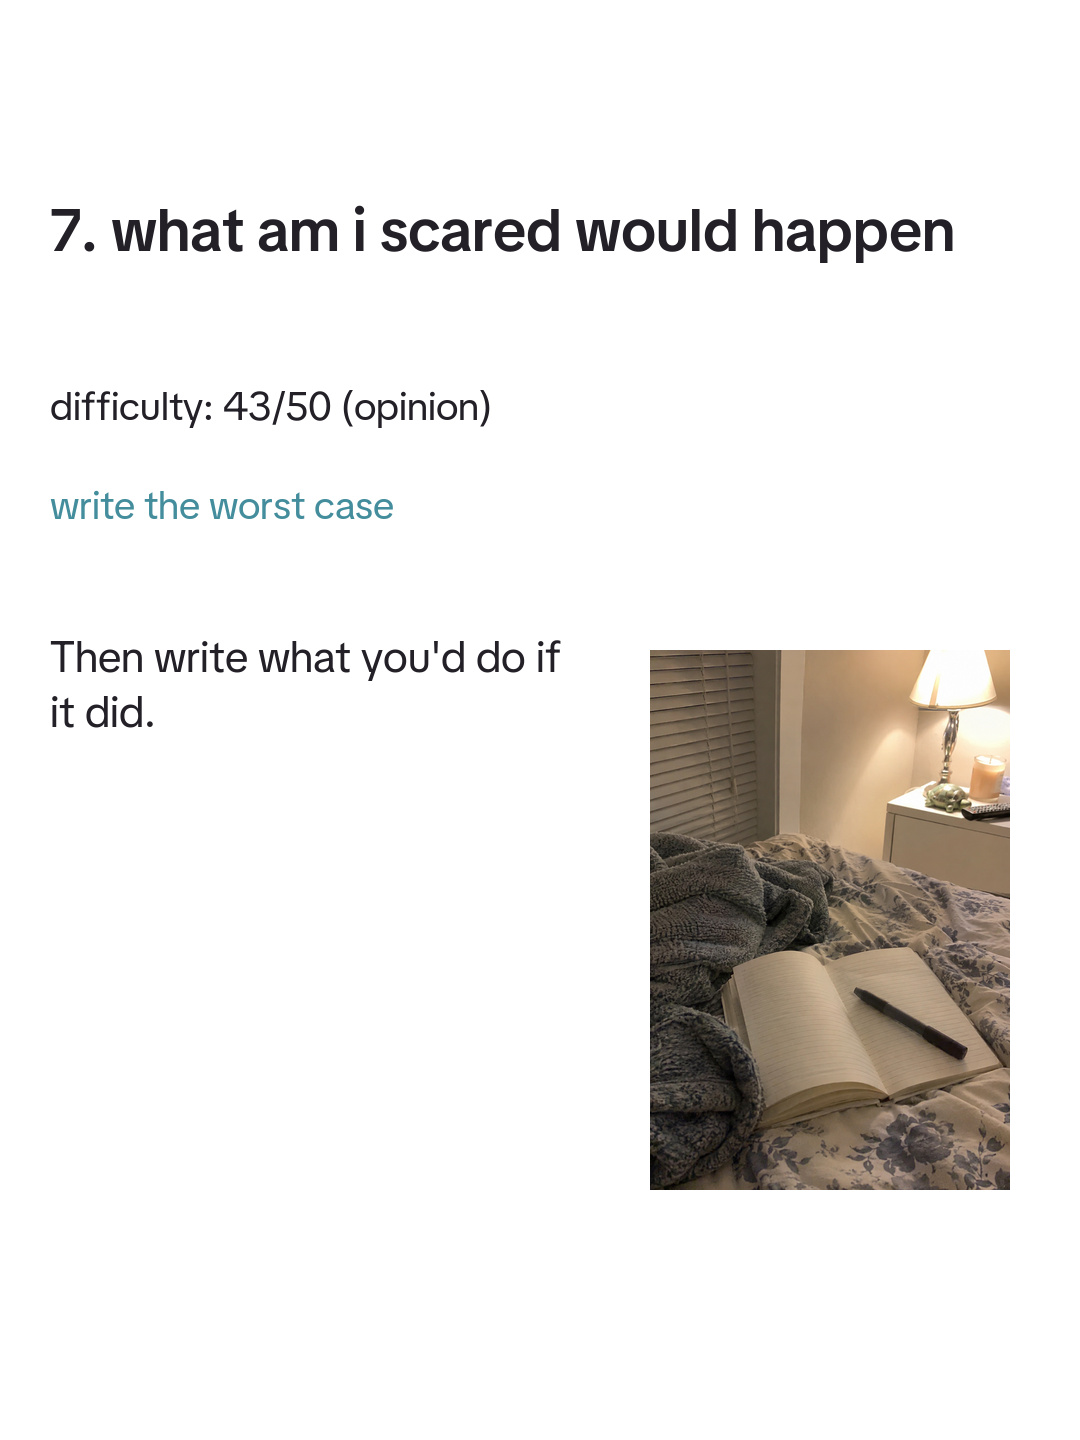 7. what am i scared would happen
difficulty: 43/50 (opinion)
write the worst case
Then write what you'd do if
it did.